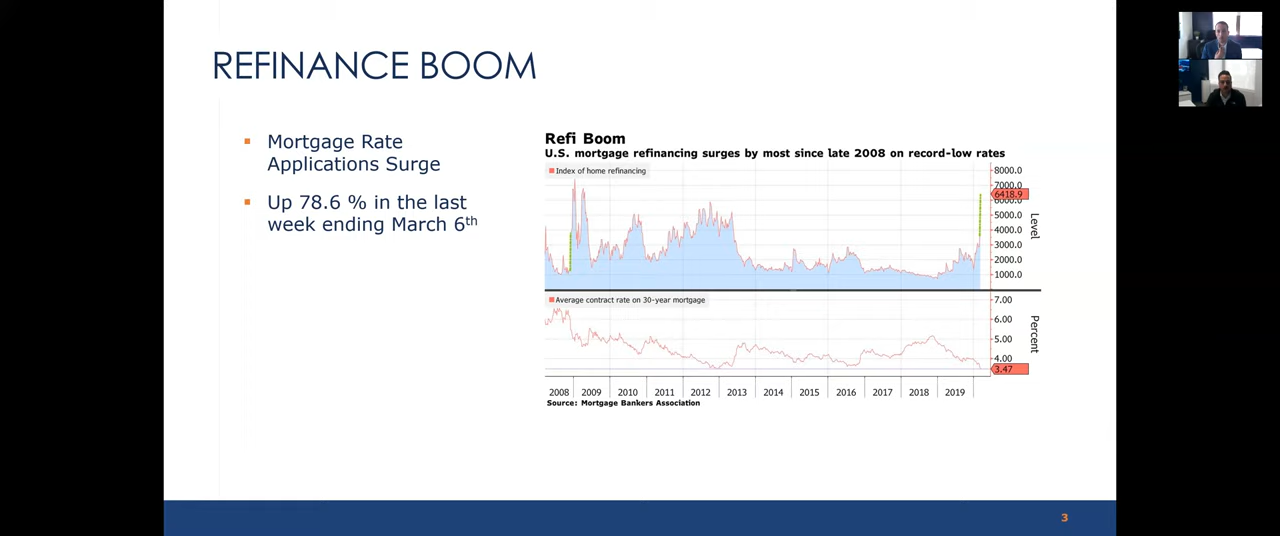 REFINANCE BOOM
Mortgage Rate
Applications Surge
Up 78.6 % in the last
week ending March 6th
Refi Boom
U.S. mortgage refinancing surges by most since late 2008 on record-low rates
Index of home refinancing
8000.0
7000.0
6418.9
6000.0
5000.0
4000.0
3000.0
2000.0
1000.0
Level
Average contract rate on 30-year mortgage
7.00
6.00
5.00
4.00
3.47
Percent
2008 2009 2010 2011 2012 2013 2014 2015 2016 2017 2018 2019
Source: Mortgage Bankers Association
3